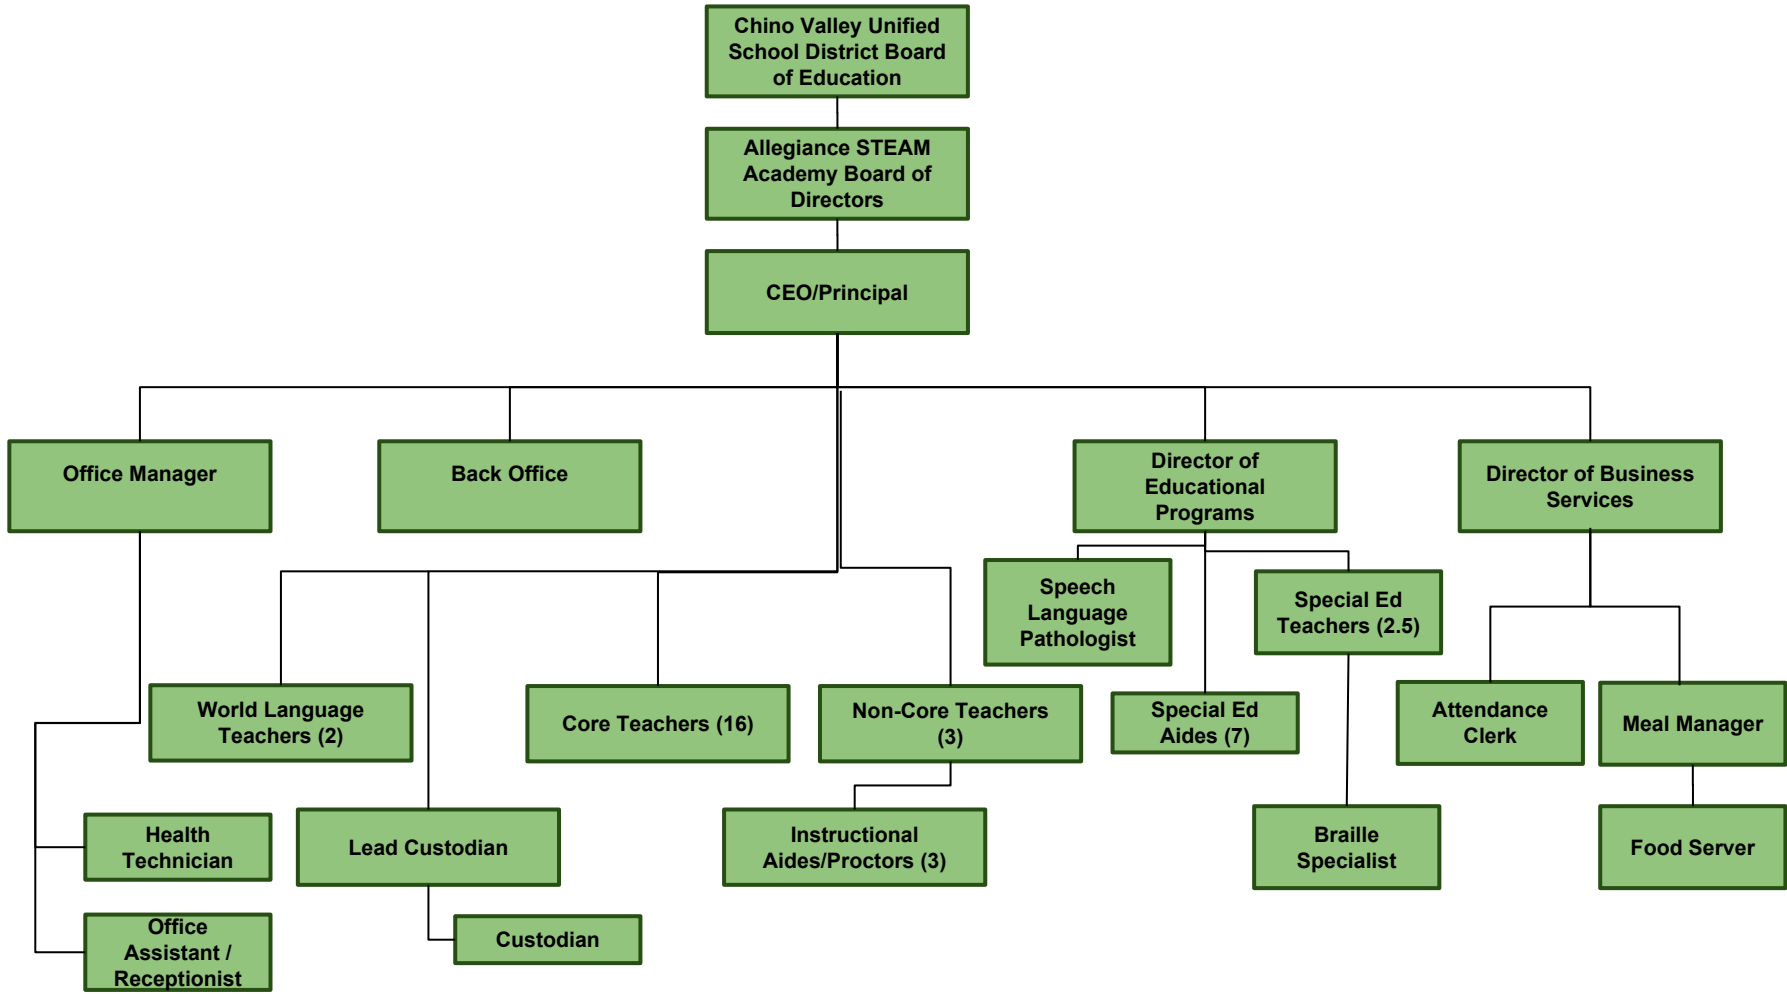 Chino Valley Unified
School District Board
of Education
Allegiance STEAM
Academy Board of
Directors
CEO/Principal
Office Manager
Back Office
Director of
Educational
Programs
Director of Business
Services
Speech
Language
Pathologist
Special Ed
Teachers (2.5)
World Language
Teachers (2)
Core Teachers (16)
Non-Core Teachers
(3)
Special Ed
Aides (7)
Attendance
Clerk
Meal Manager
Health
Technician
Lead Custodian
Instructional
Aides/Proctors (3)
Braille
Specialist
Food Server
Office
Assistant /
Receptionist
Custodian